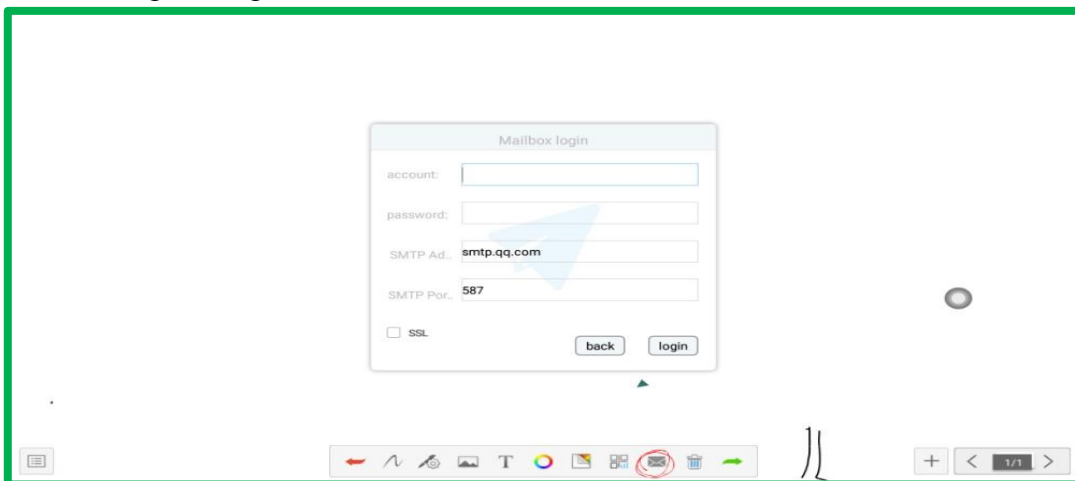 Mailbox login
account:
password:
SMTP Ad.. smtp.qq.com
SMTP Por.. 587
SSL
back login
T
+ < 1/1 >